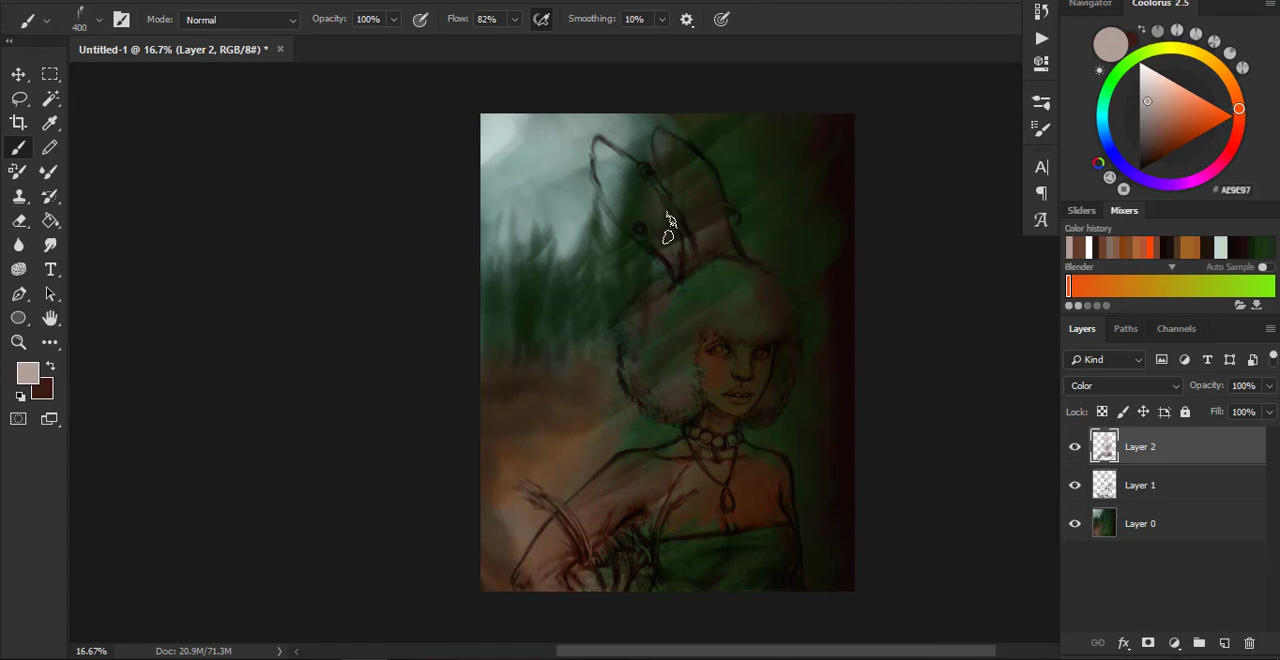 Mode: Normal Opacity: 100% Flow: 82% Smoothing: 10%
400
Navigator Coolorus 2.5
Untitled-1 @ 16.7% (Layer 2, RGB/8#) *
# AE9E97
Sliders Mixers
Color history
Blender Auto Sample
Layers Paths Channels
Kind
Color Opacity: 100%
Lock: Fill: 100%
Layer 2
Layer 1
Layer 0
16.67% Doc: 20.9M/71.3M